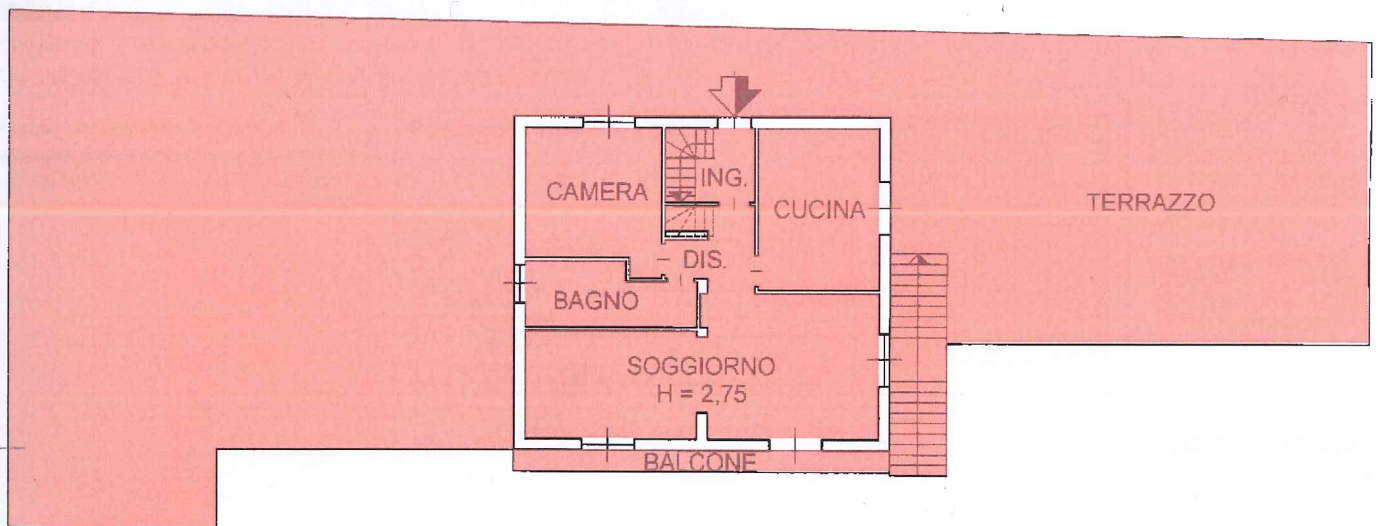 CAMERA
ING.
CUCINA
TERRAZZO
DIS.
BAGNO
SOGGIORNO
H = 2,75
BALCONE